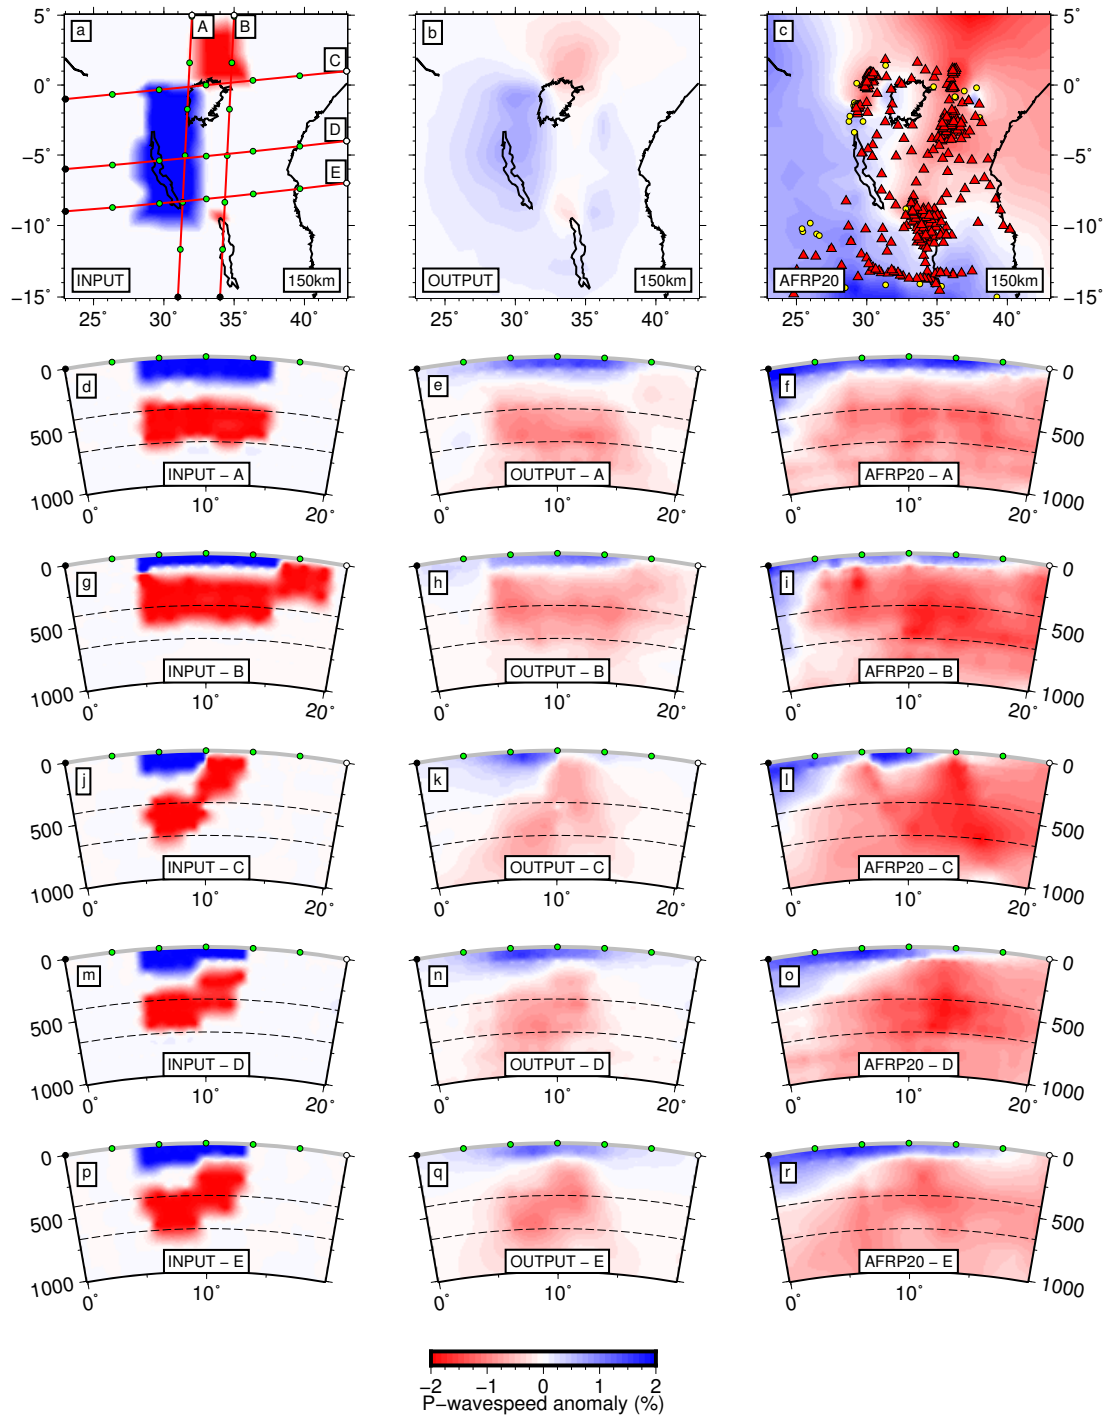 5° a A B C D E INPUT 150km
0°
−5°
−10°
−15°
25° 30° 35° 40°
b OUTPUT 150km
25° 30° 35° 40°
c AFRP20 150km
5°
0°
−5°
−10°
−15°
25° 30° 35° 40°
0 d 500 1000 INPUT − A 0° 10° 20°
e OUTPUT − A 0° 10° 20°
f AFRP20 − A 0 500 1000 0° 10° 20°
0 g 500 1000 INPUT − B 0° 10° 20°
h OUTPUT − B 0° 10° 20°
i AFRP20 − B 0 500 1000 0° 10° 20°
0 j 500 1000 INPUT − C 0° 10° 20°
k OUTPUT − C 0° 10° 20°
l AFRP20 − C 0 500 1000 0° 10° 20°
0 m 500 1000 INPUT − D 0° 10° 20°
n OUTPUT − D 0° 10° 20°
o AFRP20 − D 0 500 1000 0° 10° 20°
0 p 500 1000 INPUT − E 0° 10° 20°
q OUTPUT − E 0° 10° 20°
r AFRP20 − E 0 500 1000 0° 10° 20°
−2 −1 0 1 2
P−wavespeed anomaly (%)